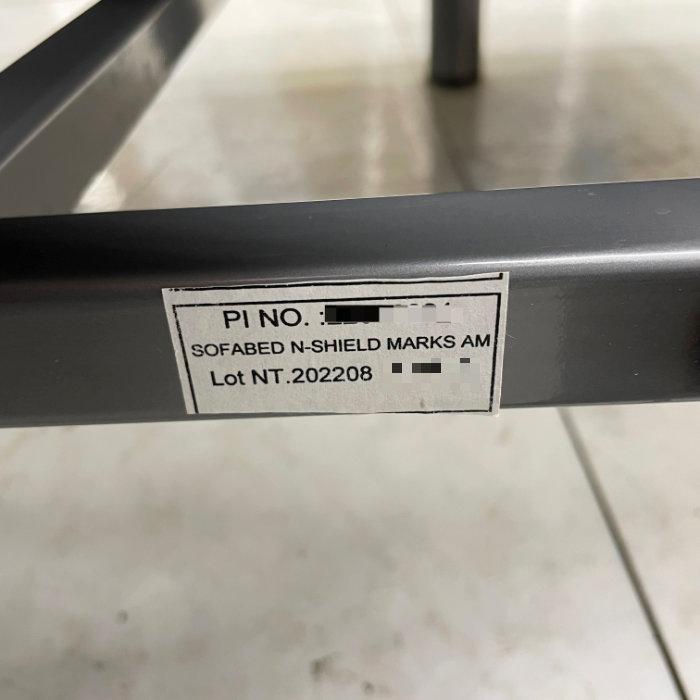 PI NO. :
SOFABED N-SHIELD MARKS AM
Lot NT.202208